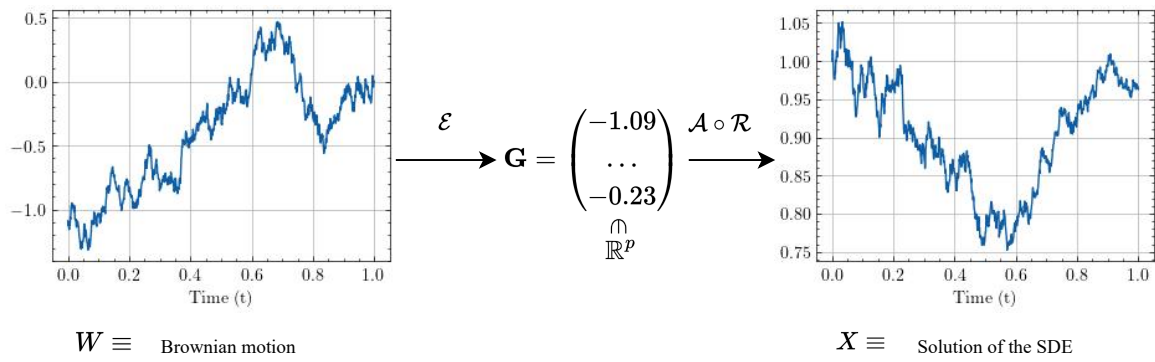 0.5
0.0
−0.5
−1.0
0.0 0.2 0.4 0.6 0.8 1.0
Time (t)
W ≡ Brownian motion
ℰ
G = (−1.09
…
−0.23)
∈
ℝᵖ
𝒜 ∘ ℛ
1.05
1.00
0.95
0.90
0.85
0.80
0.75
0.0 0.2 0.4 0.6 0.8 1.0
Time (t)
X ≡ Solution of the SDE